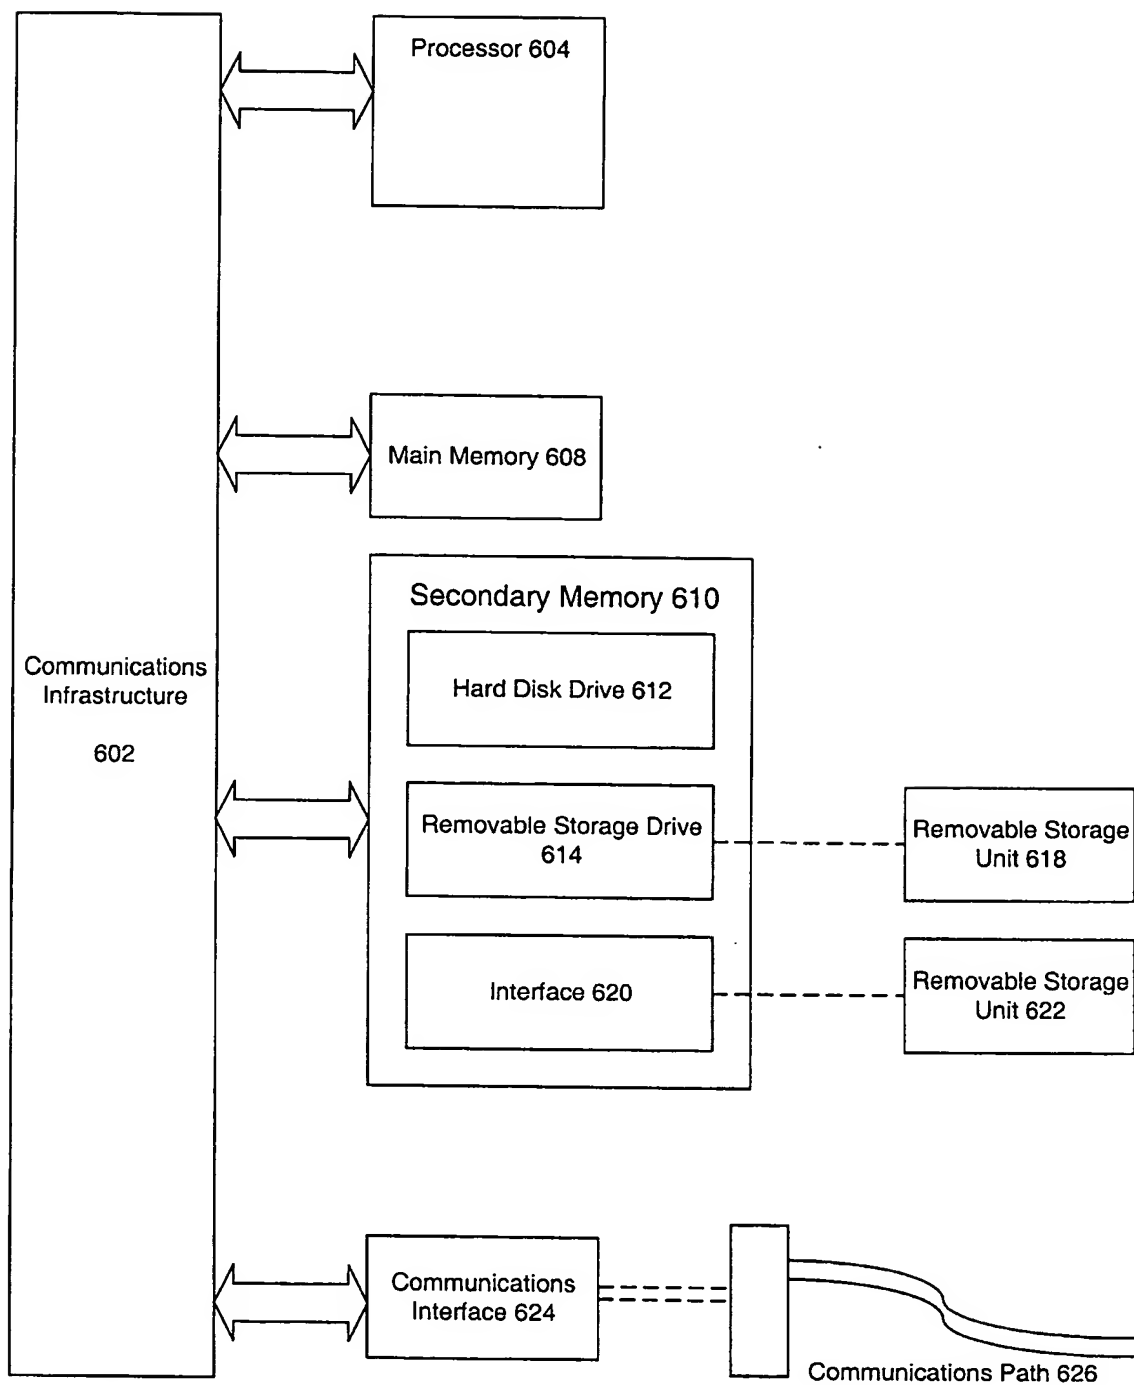 Processor 604
Main Memory 608
Secondary Memory 610
Hard Disk Drive 612
Communications
Infrastructure
602
Removable Storage Drive
614
Removable Storage
Unit 618
Interface 620
Removable Storage
Unit 622
Communications
Interface 624
Communications Path 626